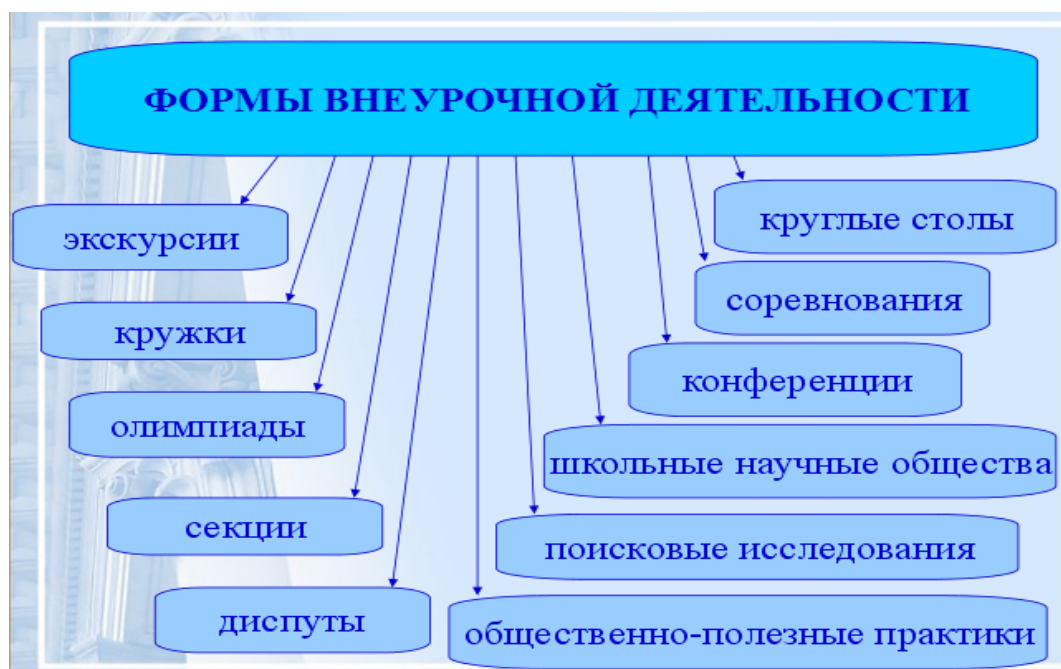 ФОРМЫ ВНЕУРОЧНОЙ ДЕЯТЕЛЬНОСТИ
экскурсии
кружки
олимпиады
секции
диспуты
круглые столы
соревнования
конференции
школьные научные общества
поисковые исследования
общественно-полезные практики